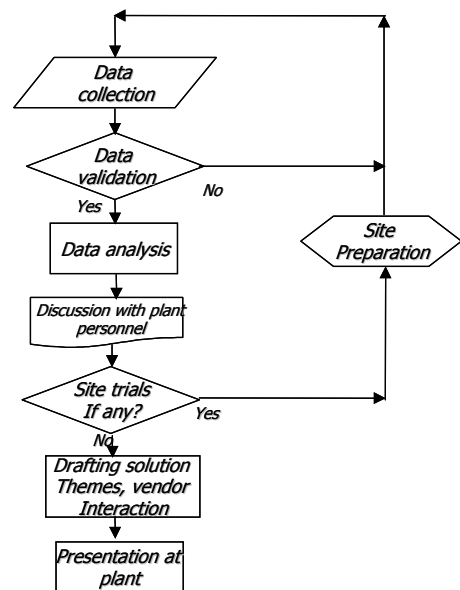 Data
collection
Data
validation
No
Yes
Data analysis
Site
Preparation
Discussion with plant
personnel
Site trials
If any?
Yes
No
Drafting solution
Themes, vendor
Interaction
Presentation at
plant